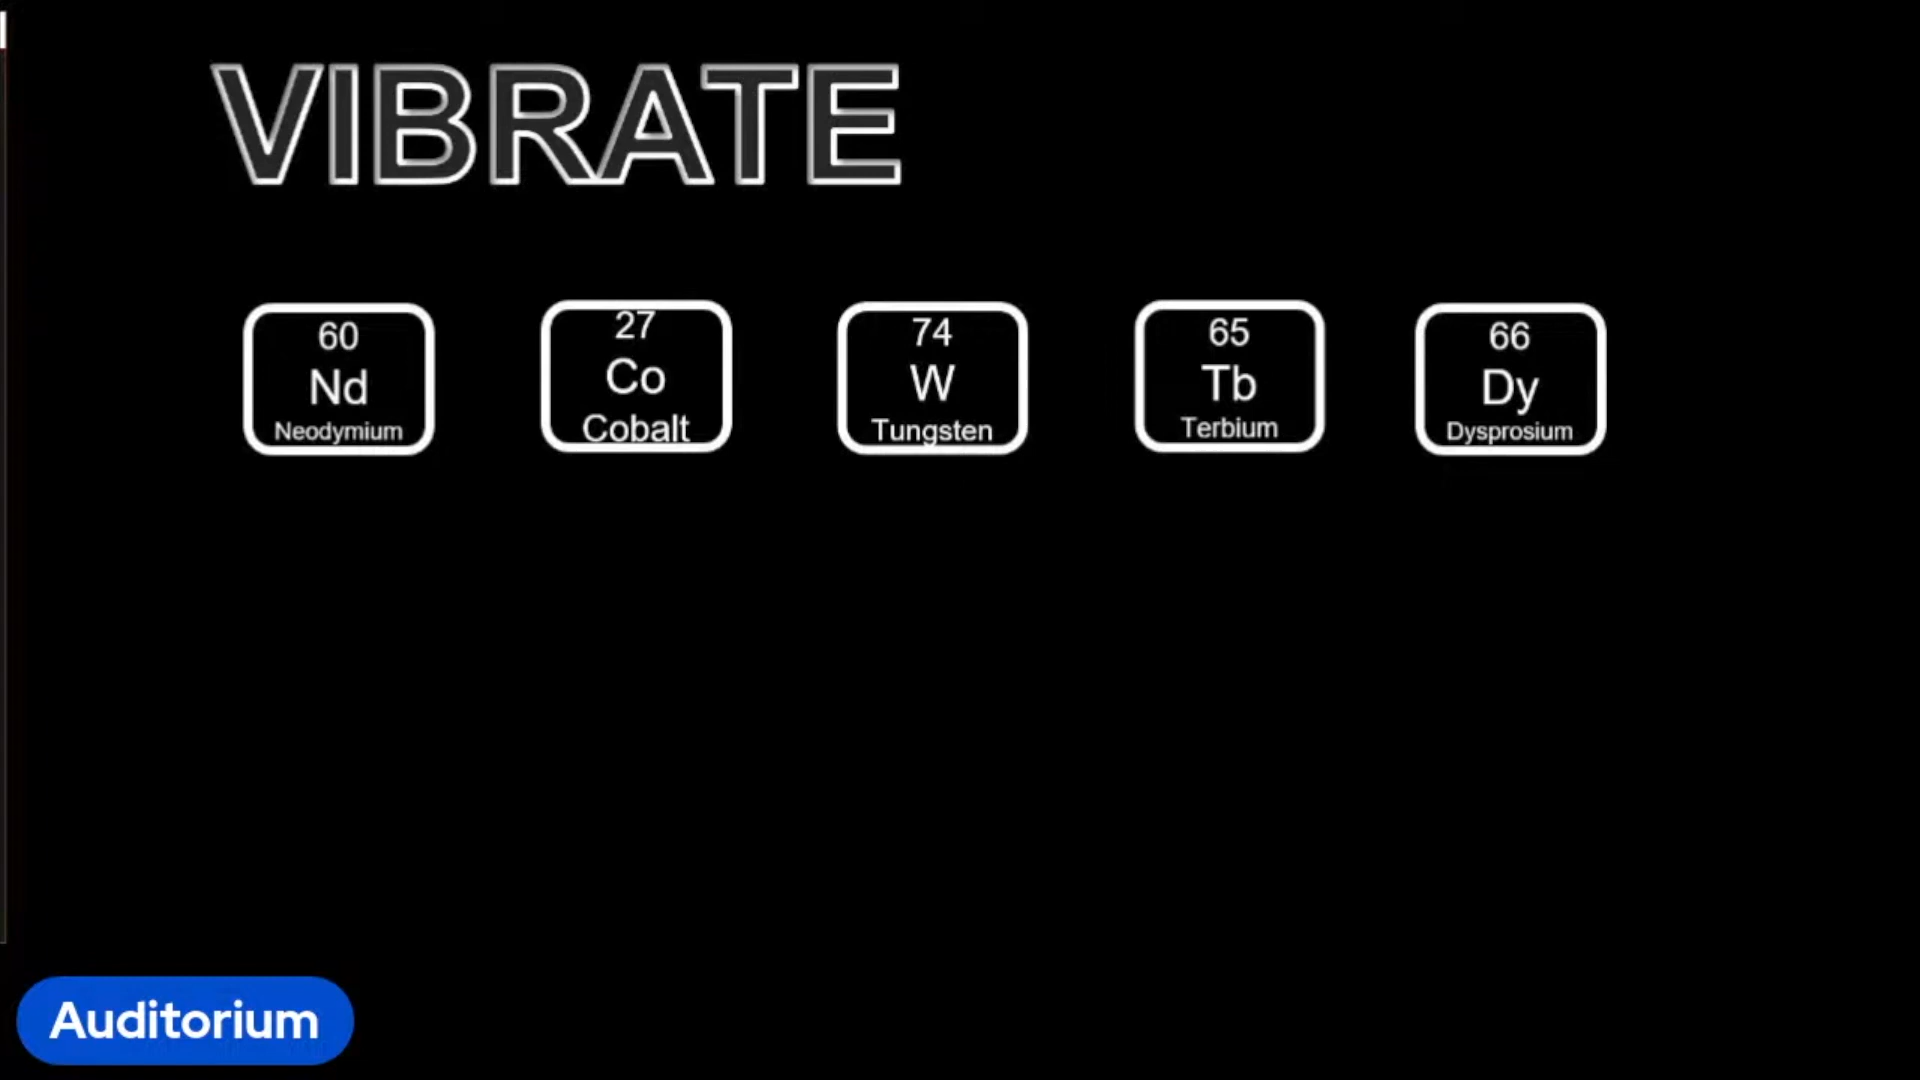 VIBRATE
60 27 74 65 66
Nd Co W Tb Dy
Neodymium Cobalt Tungsten Terbium Dysprosium
Auditorium